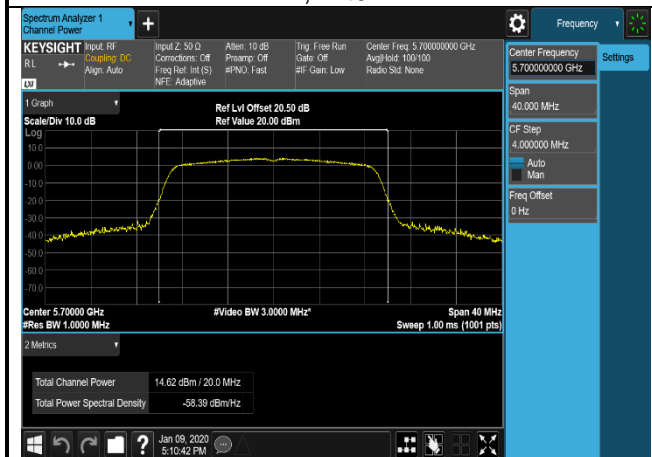 Spectrum Analyzer 1
Channel Power
+
Frequency
KEYSIGHT
RL
LXI
Input: RF
Coupling: DC
Align: Auto
Input Z: 50 Ω
Corrections: Off
Freq Ref: Int (S)
NFE: Adaptive
Atten: 10 dB
Preamp: Off
#PNO: Fast
Trig: Free Run
Gate: Off
#IF Gain: Low
Center Freq: 5.700000000 GHz
Avg|Hold: 100/100
Radio Std: None
Center Frequency
5.700000000 GHz
Settings
Span
40.000 MHz
CF Step
4.000000 MHz
Auto
Man
Freq Offset
0 Hz
1 Graph
Scale/Div 10.0 dB
Ref Lvl Offset 20.50 dB
Ref Value 20.00 dBm
Log
10.0
0.00
-10.0
-20.0
-30.0
-40.0
-50.0
-60.0
-70.0
Center 5.70000 GHz
#Video BW 3.0000 MHz*
Span 40 MHz
#Res BW 1.0000 MHz
Sweep 1.00 ms (1001 pts)
2 Metrics
Total Channel Power 14.62 dBm / 20.0 MHz
Total Power Spectral Density -58.39 dBm/Hz
?
Jan 09, 2020
5:10:42 PM